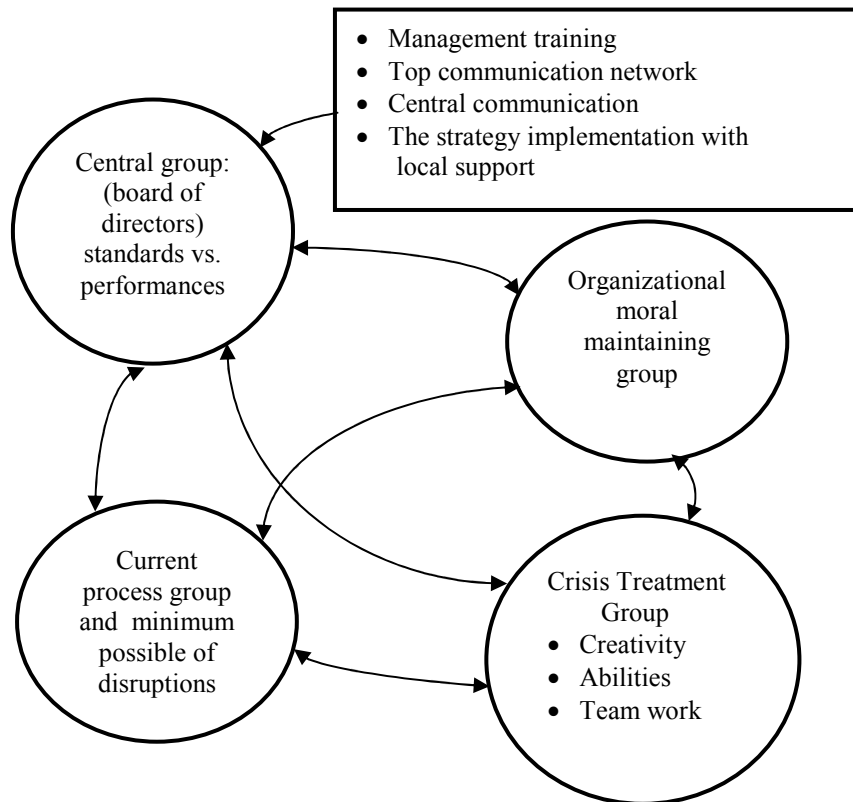 • Management training
• Top communication network
• Central communication
• The strategy implementation with
local support
Central group:
(board of
directors)
standards vs.
performances
Organizational
moral
maintaining
group
Current
process group
and minimum
possible of
disruptions
Crisis Treatment
Group
• Creativity
• Abilities
• Team work